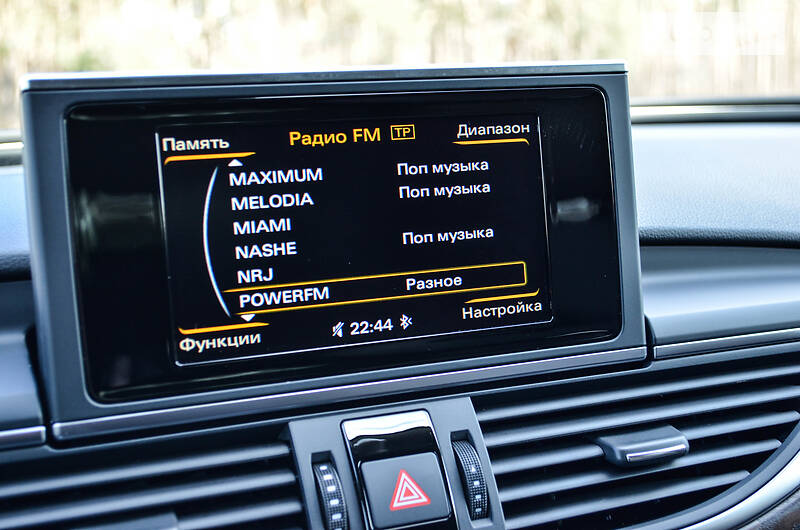 Память Радио FM TP Диапазон
MAXIMUM Поп музыка
MELODIA Поп музыка
MIAMI
NASHE Поп музыка
NRJ
POWERFM Разное
Функции 22:44 Настройка